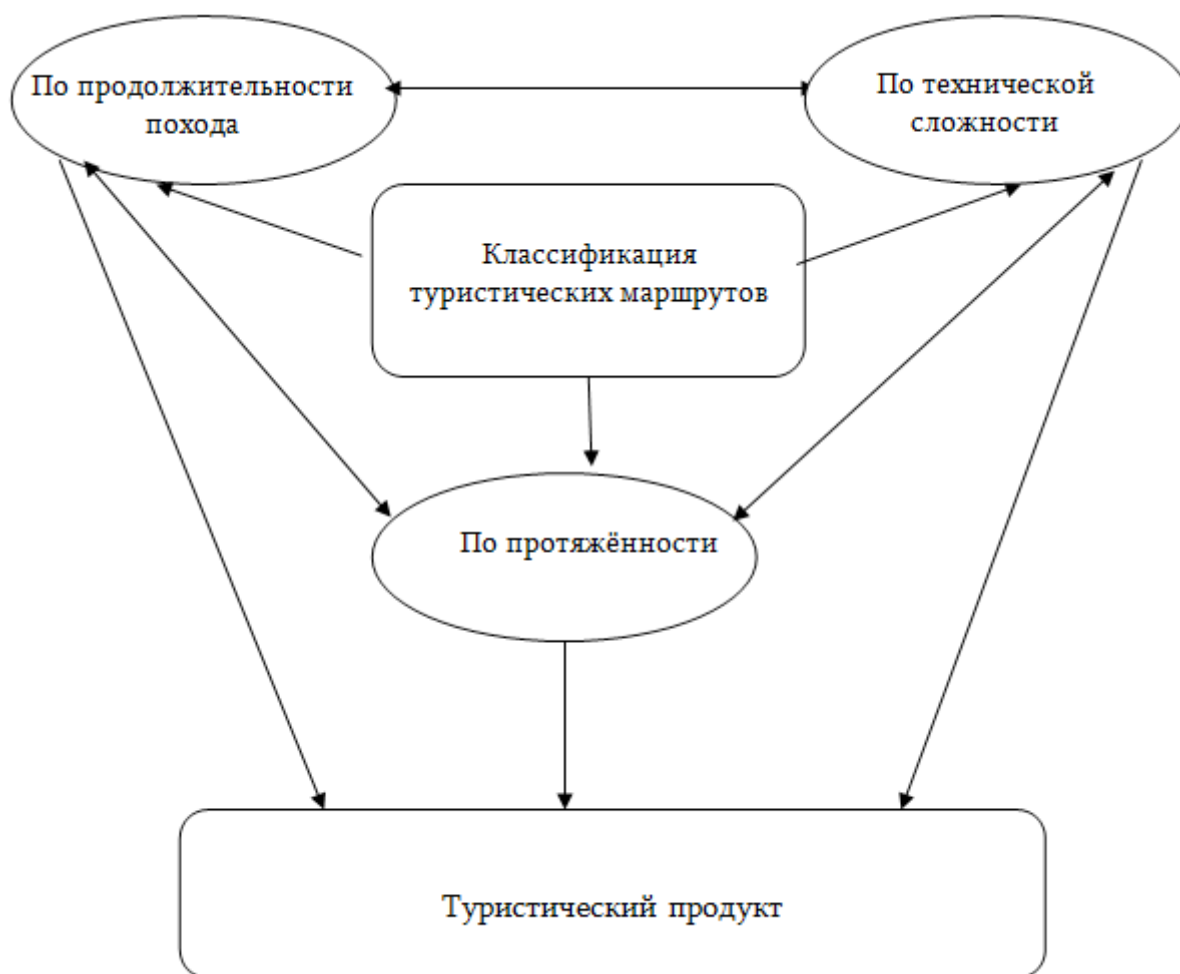 По продолжительности
похода
По технической
сложности
Классификация
туристических маршрутов
По протяжённости
Туристический продукт